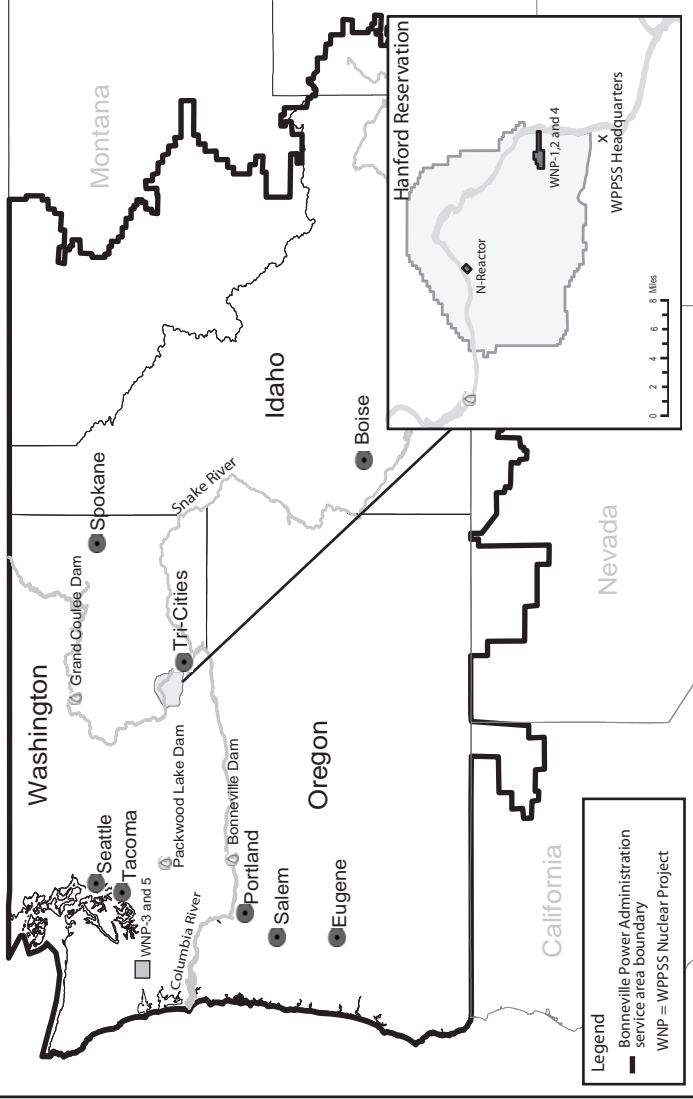 Washington
Oregon
Idaho
Montana
Nevada
California
Seattle
Tacoma
WNP-3 and 5
Columbia River
Packwood Lake Dam
Bonneville Dam
Portland
Salem
Eugene
Grand Coulee Dam
Spokane
Tri-Cities
Snake River
Boise
Hanford Reservation
N-Reactor
WNP-1,2 and 4
X
WPPSS Headquarters
0 2 4 6 8 Miles
Legend
Bonneville Power Administration
service area boundary
WNP = WPPSS Nuclear Project